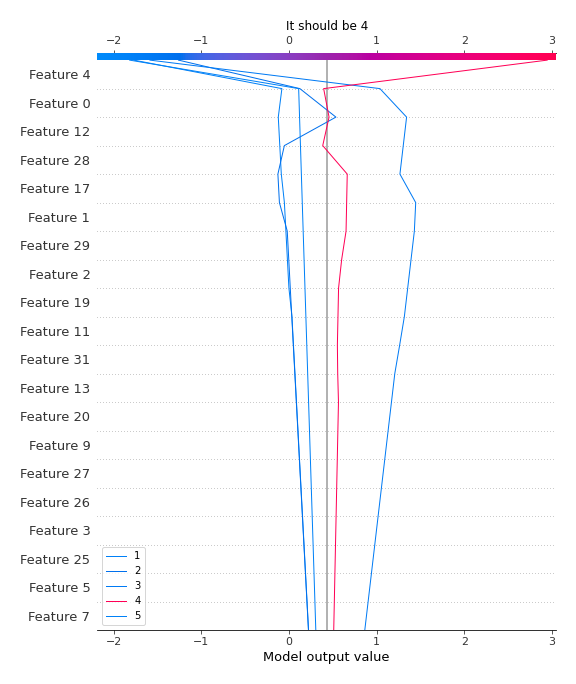 It should be 4
−2 −1 0 1 2 3
Feature 4
Feature 0
Feature 12
Feature 28
Feature 17
Feature 1
Feature 29
Feature 2
Feature 19
Feature 11
Feature 31
Feature 13
Feature 20
Feature 9
Feature 27
Feature 26
Feature 3
Feature 25
Feature 5
Feature 7
1
2
3
4
5
−2 −1 0 1 2 3
Model output value